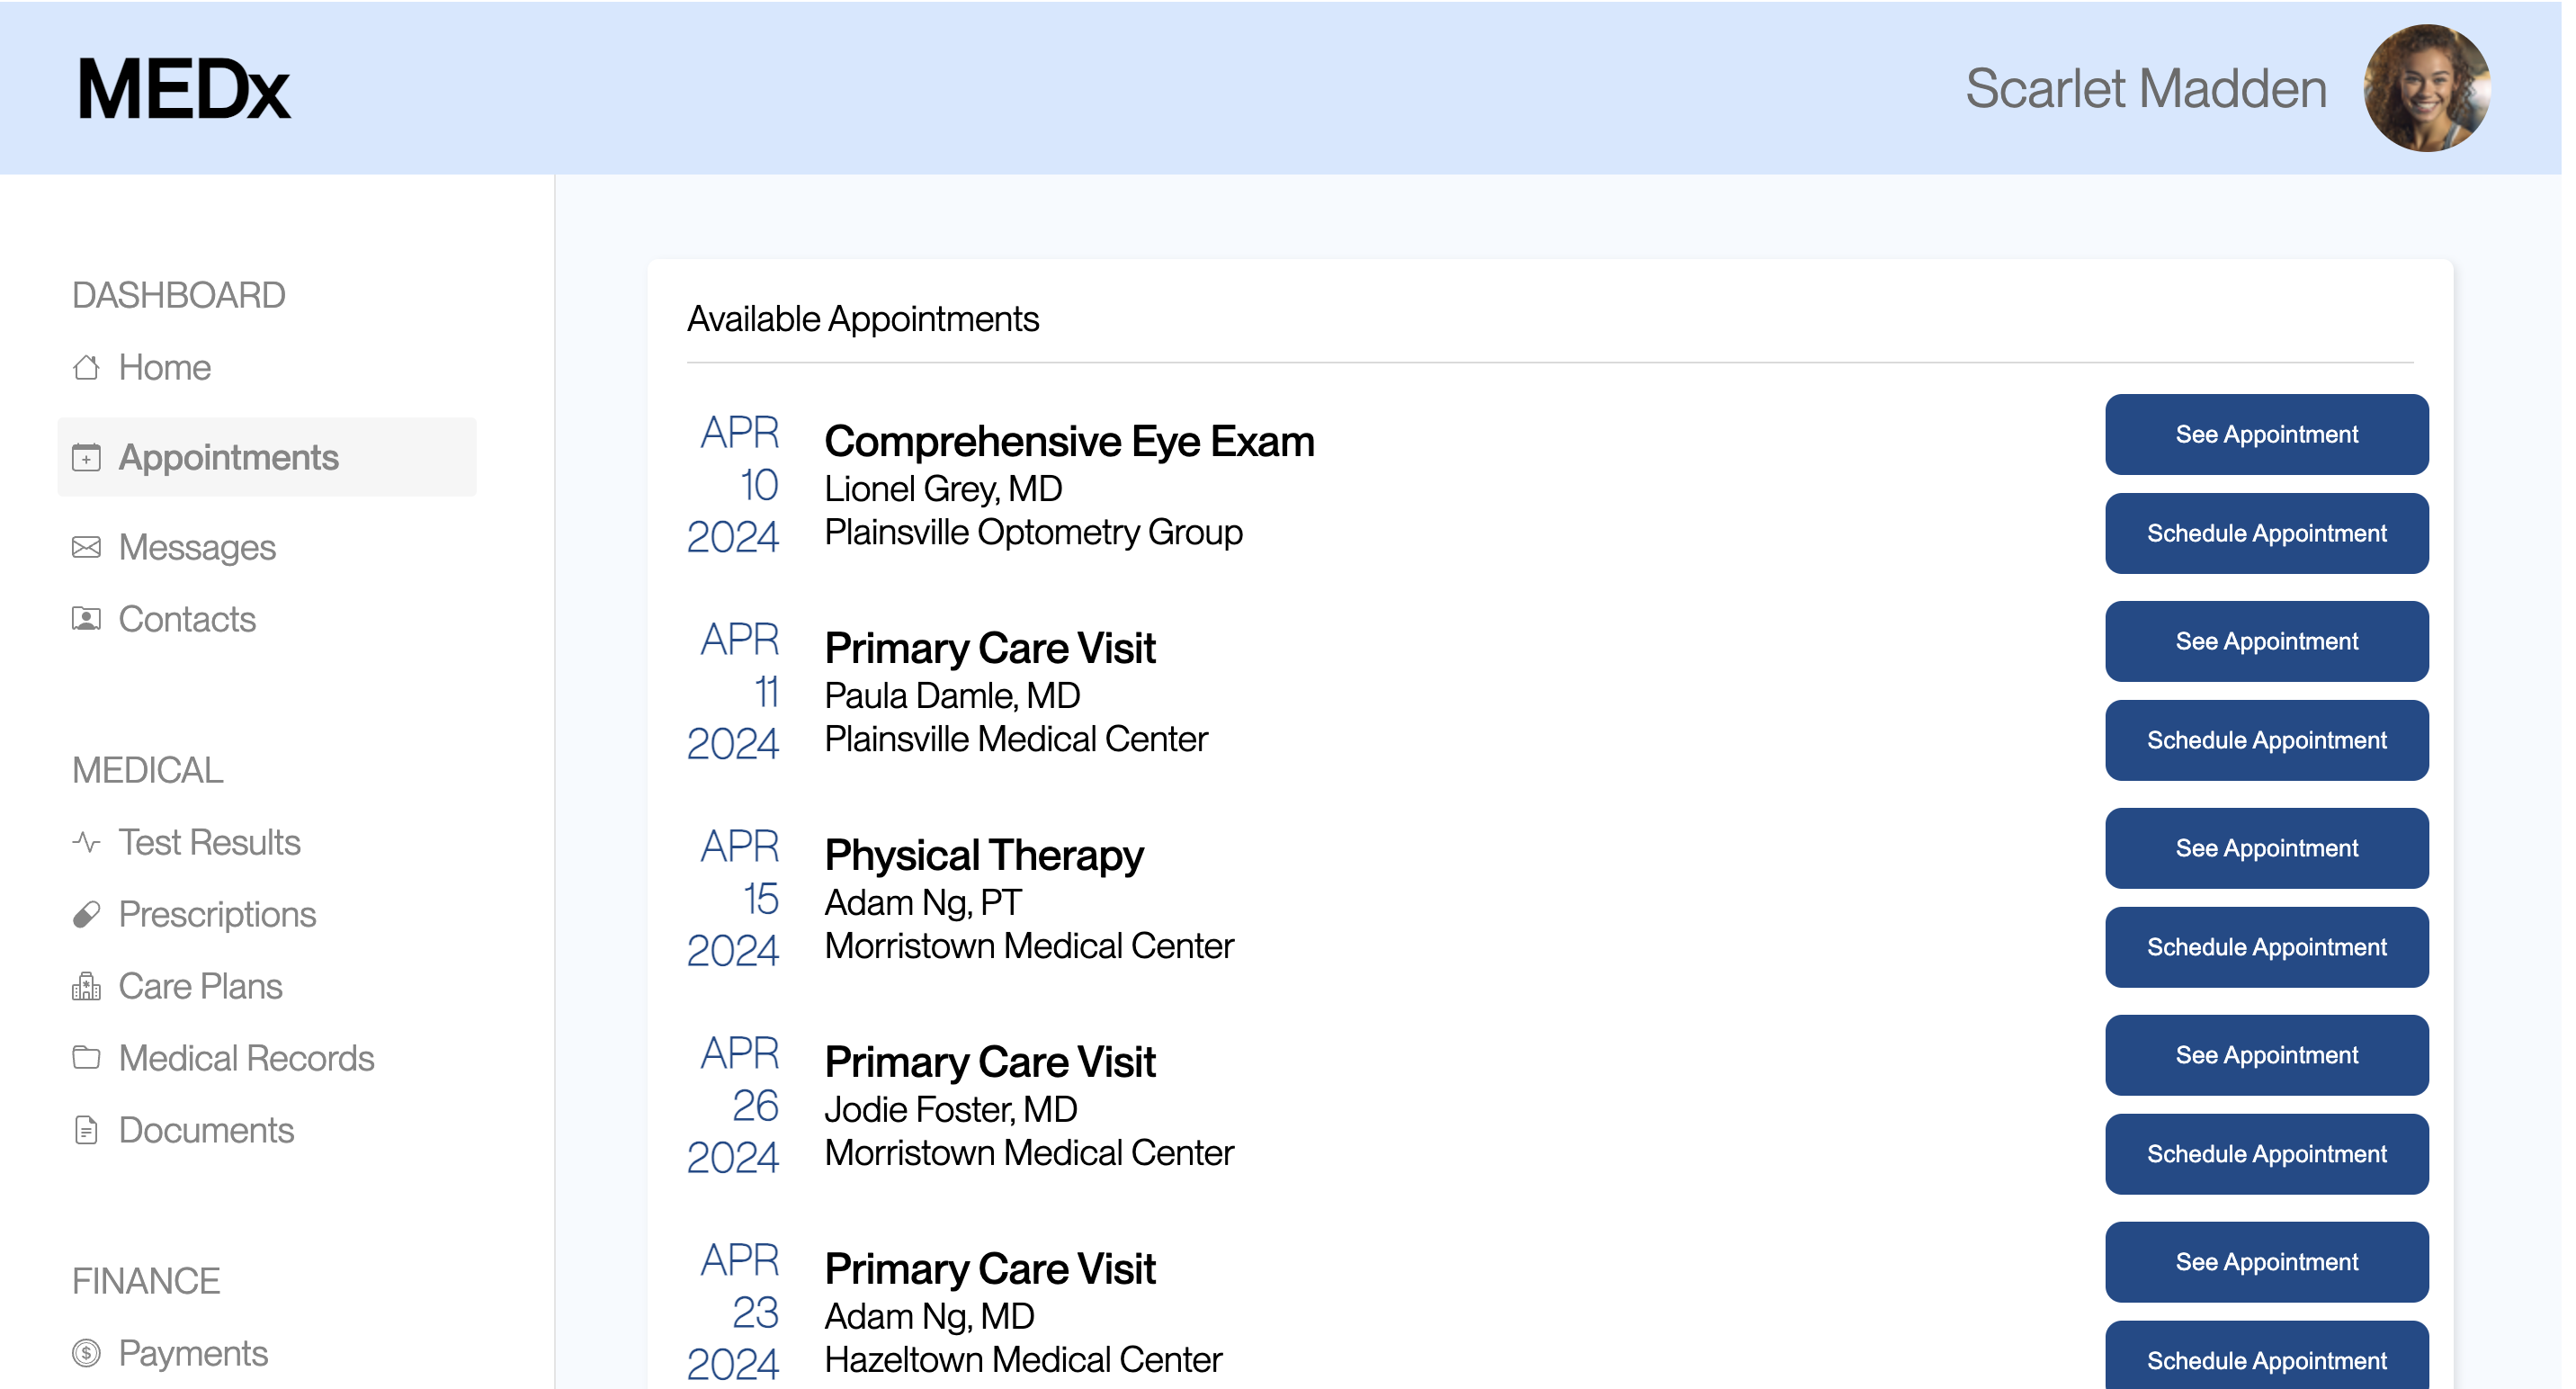 MEDx
Scarlet Madden
DASHBOARD
Home
Appointments
Messages
Contacts
MEDICAL
Test Results
Prescriptions
Care Plans
Medical Records
Documents
FINANCE
Payments
Available Appointments
APR
10
2024
Comprehensive Eye Exam
Lionel Grey, MD
Plainsville Optometry Group
See Appointment
Schedule Appointment
APR
11
2024
Primary Care Visit
Paula Damle, MD
Plainsville Medical Center
See Appointment
Schedule Appointment
APR
15
2024
Physical Therapy
Adam Ng, PT
Morristown Medical Center
See Appointment
Schedule Appointment
APR
26
2024
Primary Care Visit
Jodie Foster, MD
Morristown Medical Center
See Appointment
Schedule Appointment
APR
23
2024
Primary Care Visit
Adam Ng, MD
Hazeltown Medical Center
See Appointment
Schedule Appointment